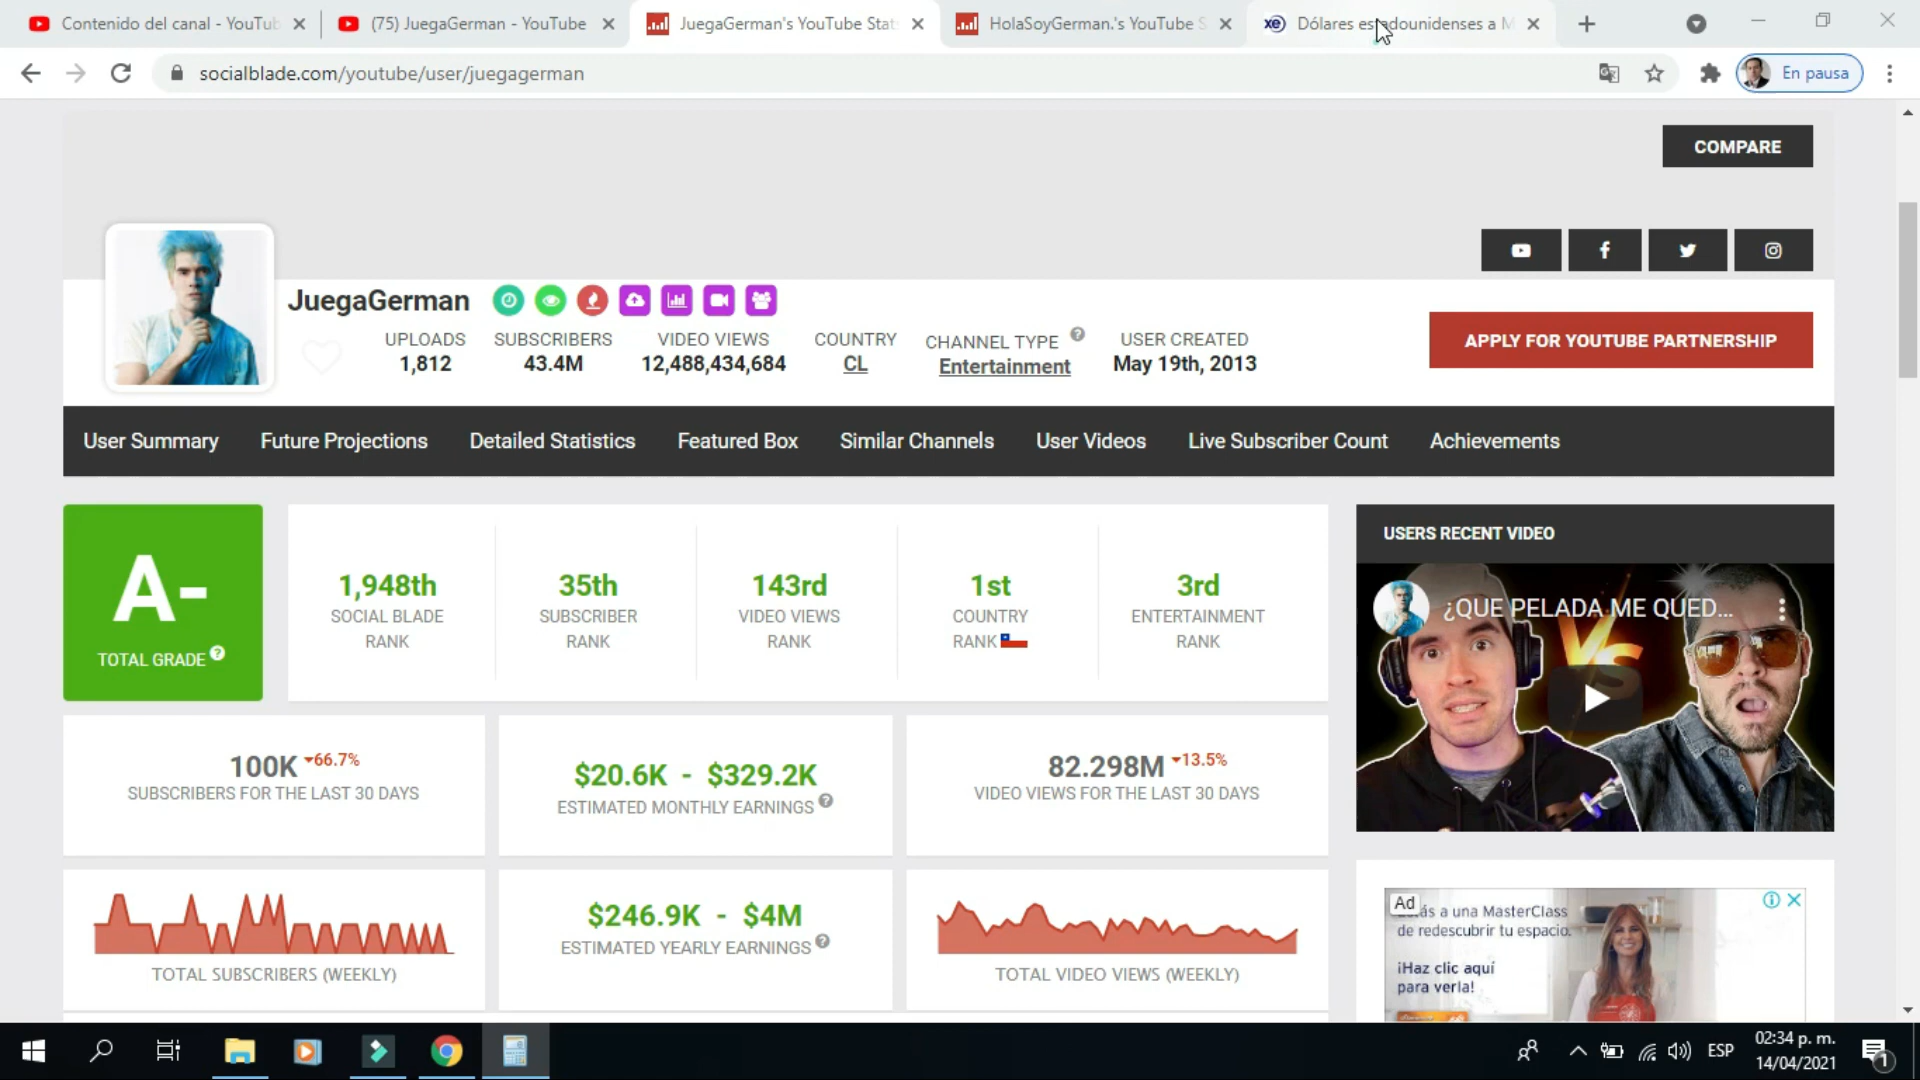 Contenido del canal - YouTub
(75) JuegaGerman - YouTube
JuegaGerman's YouTube Stat
HolaSoyGerman.'s YouTube S
Dólares estadounidenses a M
socialblade.com/youtube/user/juegagerman
En pausa
COMPARE
JuegaGerman
UPLOADS
1,812
SUBSCRIBERS
43.4M
VIDEO VIEWS
12,488,434,684
COUNTRY
CL
CHANNEL TYPE
Entertainment
USER CREATED
May 19th, 2013
APPLY FOR YOUTUBE PARTNERSHIP
User Summary
Future Projections
Detailed Statistics
Featured Box
Similar Channels
User Videos
Live Subscriber Count
Achievements
A-
TOTAL GRADE
1,948th
SOCIAL BLADE
RANK
35th
SUBSCRIBER
RANK
143rd
VIDEO VIEWS
RANK
1st
COUNTRY
RANK
3rd
ENTERTAINMENT
RANK
USERS RECENT VIDEO
¿QUE PELADA ME QUED...
VS
100K 66.7%
SUBSCRIBERS FOR THE LAST 30 DAYS
$20.6K - $329.2K
ESTIMATED MONTHLY EARNINGS
82.298M 13.5%
VIDEO VIEWS FOR THE LAST 30 DAYS
TOTAL SUBSCRIBERS (WEEKLY)
$246.9K - $4M
ESTIMATED YEARLY EARNINGS
TOTAL VIDEO VIEWS (WEEKLY)
Ad
ás a una MasterClass
de redescubrir tu espacio.
¡Haz clic aquí
para verla!
ESP
02:34 p. m.
14/04/2021
1